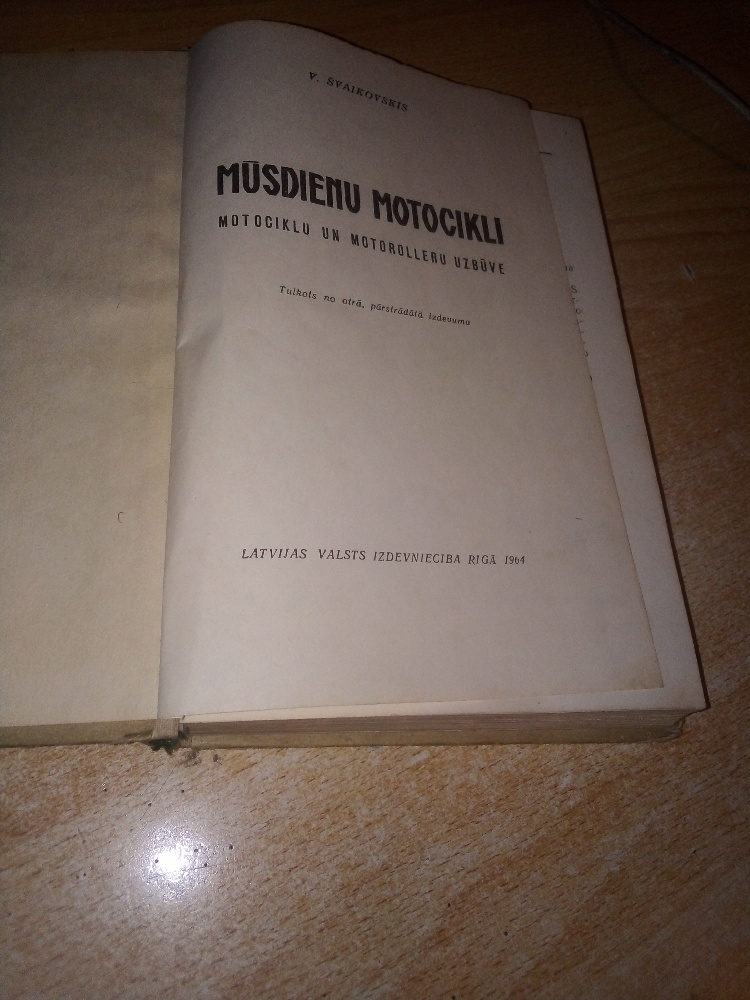 V. ŠVAIKOVSKIS
MŪSDIENU MOTOCIKLI
MOTOCIKLU UN MOTOROLLERU UZBŪVE
Tulkots no otrā, pārstrādātā izdevuma
LATVIJAS VALSTS IZDEVNIECĪBA RĪGĀ 1964